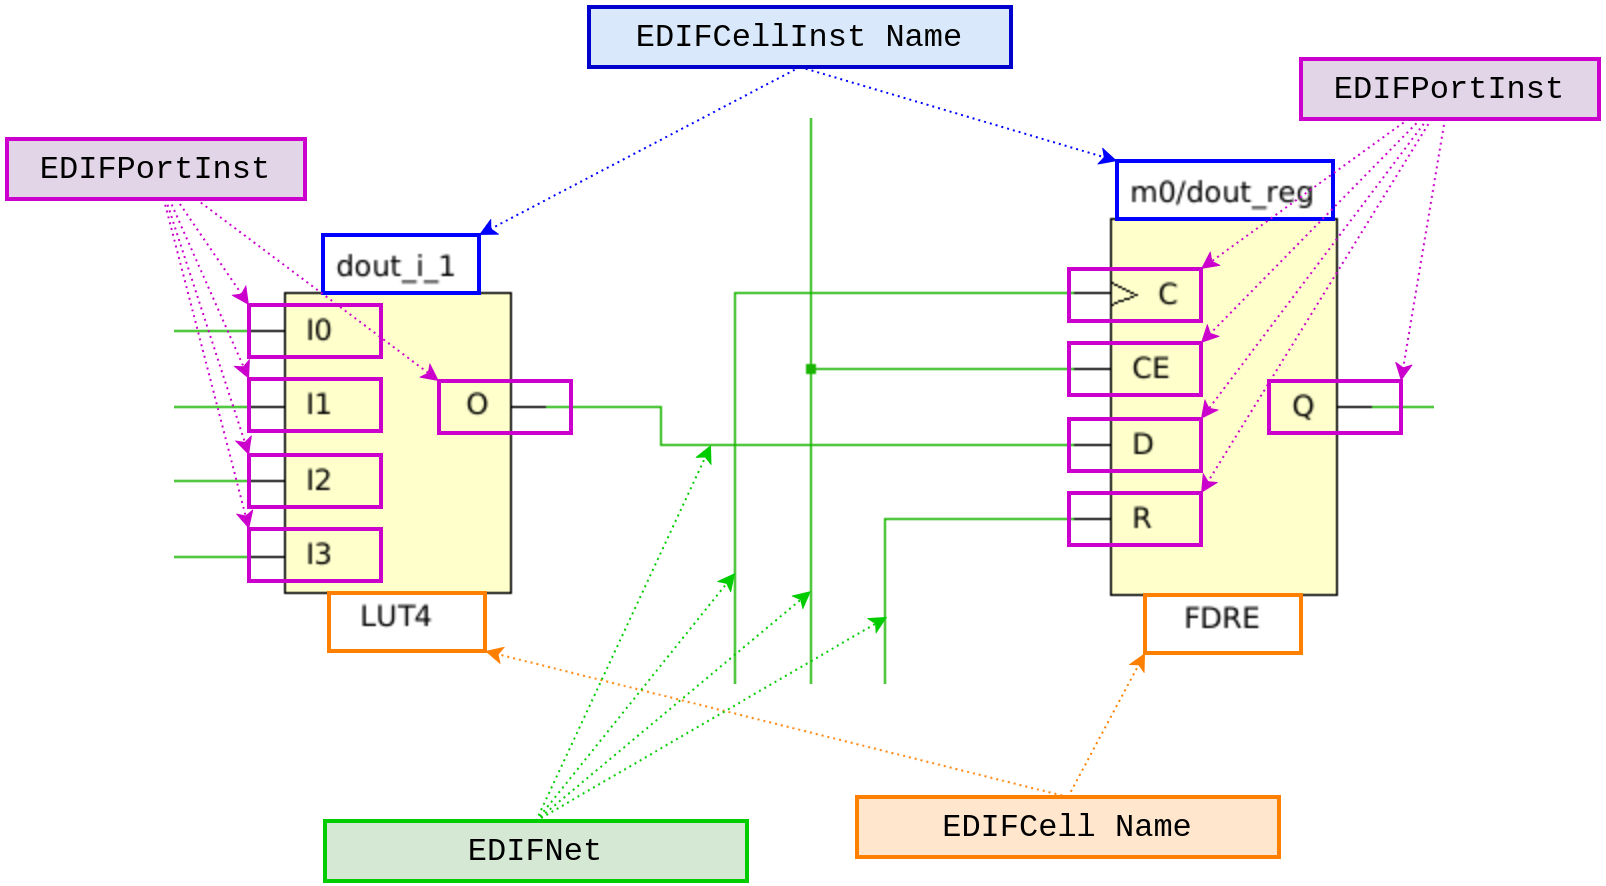 EDIFCellInst Name
EDIFPortInst
EDIFPortInst
m0/dout_reg
dout_i_1
C
I0
CE
I1
O
Q
D
I2
R
I3
LUT4
FDRE
EDIFCell Name
EDIFNet